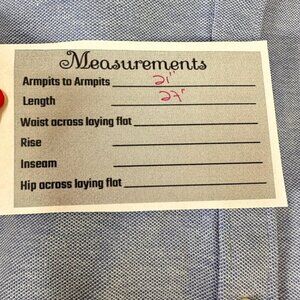 Measurements
Armpits to Armpits 21"
Length 27"
Waist across laying flat
Rise
Inseam
Hip across laying flat